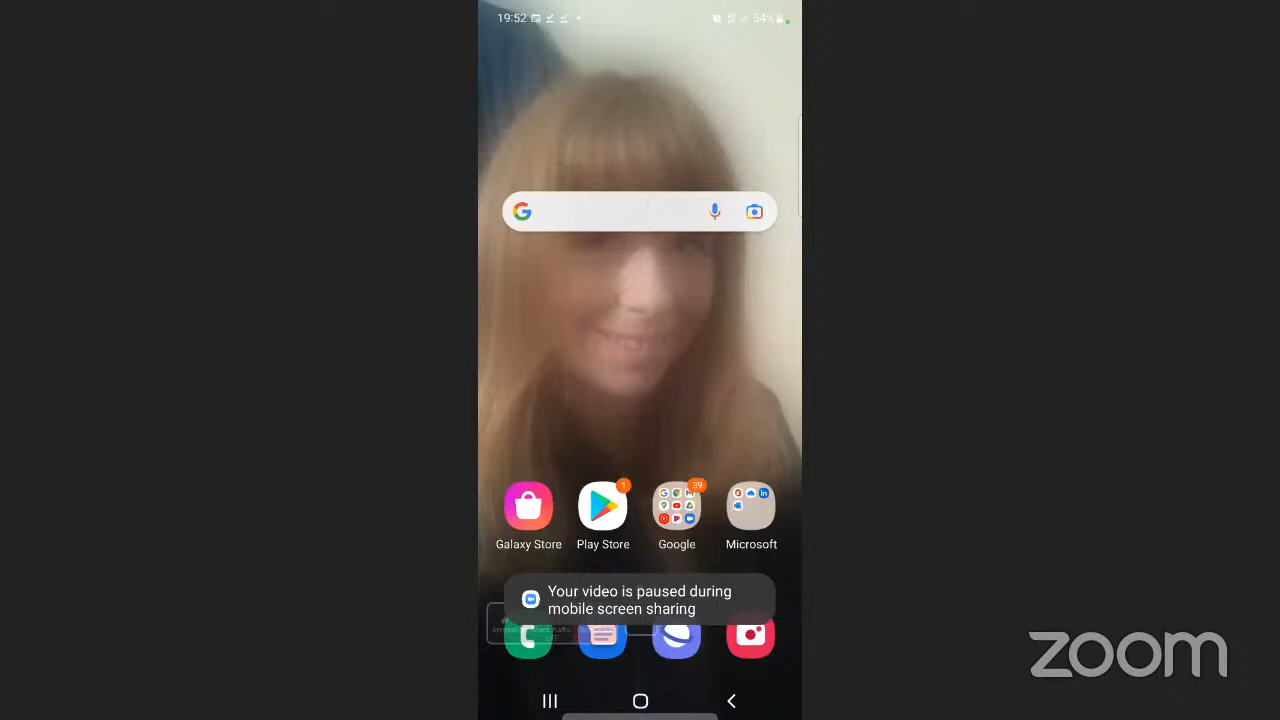 19:52
54%
1
39
Galaxy Store
Play Store
Google
Microsoft
Your video is paused during
mobile screen sharing
zoom